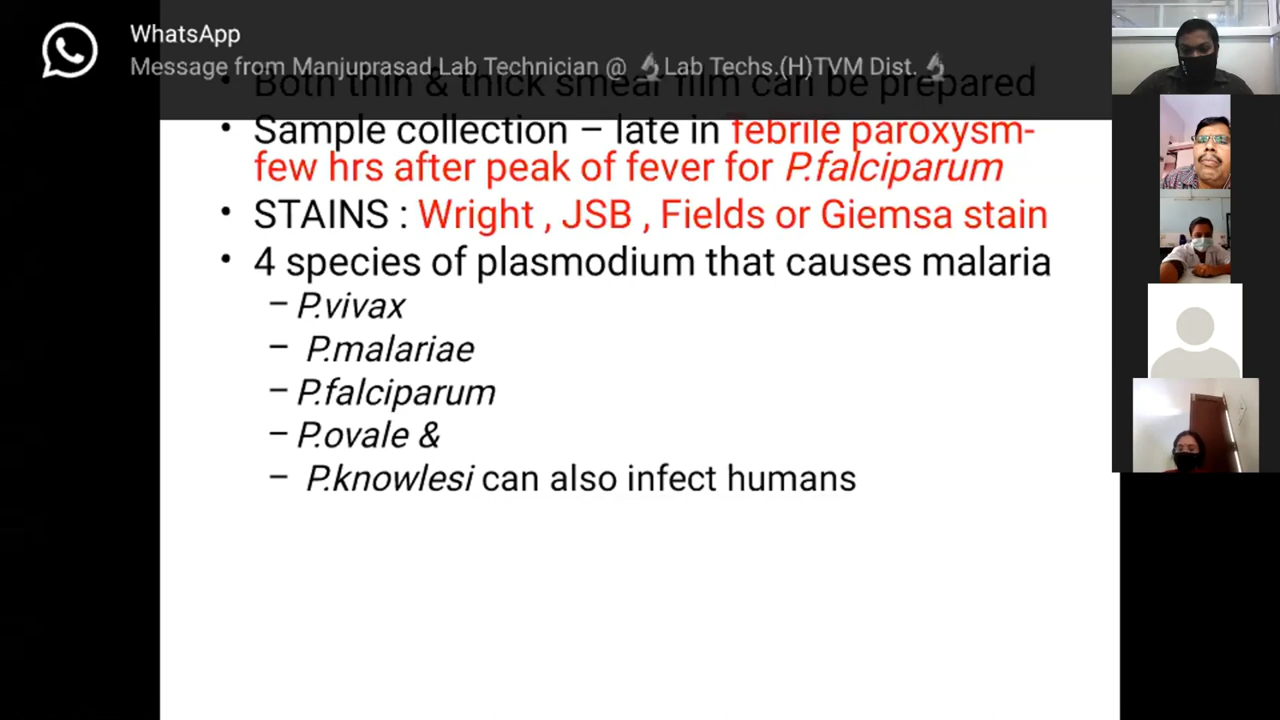 WhatsApp
Message from Manjuprasad Lab Technician @ 🔬Lab Techs.(H)TVM Dist.🔬
• Both thin & thick smear film can be prepared
• Sample collection – late in febrile paroxysm-
few hrs after peak of fever for P.falciparum
• STAINS : Wright , JSB , Fields or Giemsa stain
• 4 species of plasmodium that causes malaria
– P.vivax
– P.malariae
– P.falciparum
– P.ovale &
– P.knowlesi can also infect humans